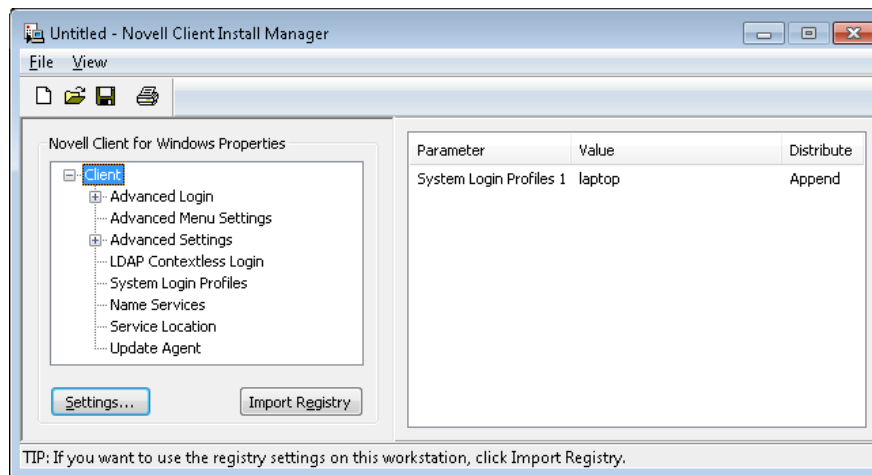 Untitled - Novell Client Install Manager
File View
Novell Client for Windows Properties
Client
Advanced Login
Advanced Menu Settings
Advanced Settings
LDAP Contextless Login
System Login Profiles
Name Services
Service Location
Update Agent
Settings... Import Registry
Parameter Value Distribute
System Login Profiles 1 laptop Append
TIP: If you want to use the registry settings on this workstation, click Import Registry.